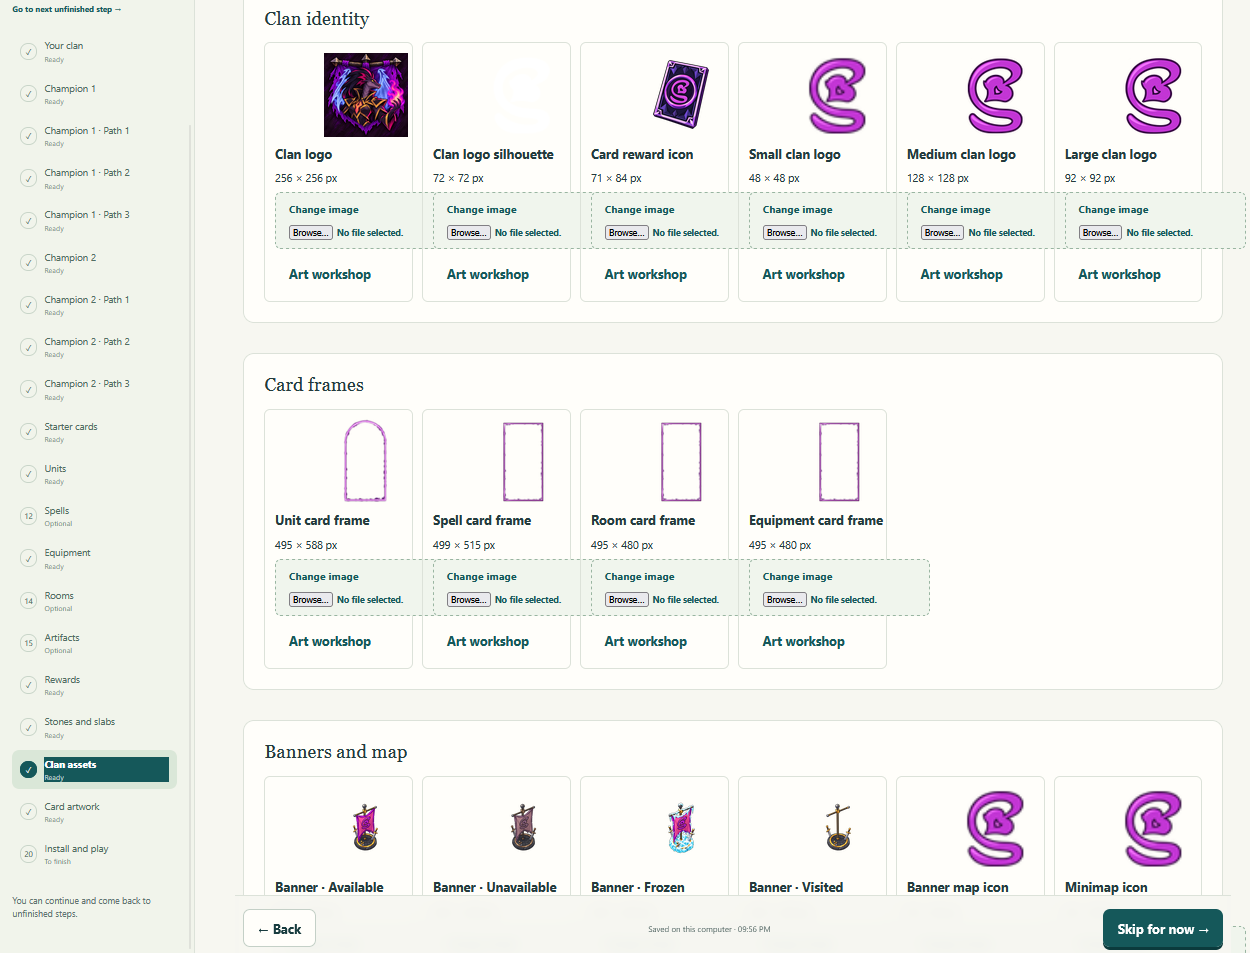 Go to next unfinished step →
✓ Your clan
Ready
✓ Champion 1
Ready
✓ Champion 1 · Path 1
Ready
✓ Champion 1 · Path 2
Ready
✓ Champion 1 · Path 3
Ready
✓ Champion 2
Ready
✓ Champion 2 · Path 1
Ready
✓ Champion 2 · Path 2
Ready
✓ Champion 2 · Path 3
Ready
✓ Starter cards
Ready
✓ Units
Ready
12 Spells
Optional
✓ Equipment
Ready
14 Rooms
Optional
15 Artifacts
Optional
✓ Rewards
Ready
✓ Stones and slabs
Ready
✓ Clan assets
Ready
✓ Card artwork
Ready
20 Install and play
To finish
You can continue and come back to
unfinished steps.
Clan identity
Clan logo Clan logo silhouette Card reward icon Small clan logo Medium clan logo Large clan logo
256 × 256 px 72 × 72 px 71 × 84 px 48 × 48 px 128 × 128 px 92 × 92 px
Change image Change image Change image Change image Change image Change image
Browse... No file selected. Browse... No file selected. Browse... No file selected. Browse... No file selected. Browse... No file selected. Browse... No file selected.
Art workshop Art workshop Art workshop Art workshop Art workshop Art workshop
Card frames
Unit card frame Spell card frame Room card frame Equipment card frame
495 × 588 px 499 × 515 px 495 × 480 px 495 × 480 px
Change image Change image Change image Change image
Browse... No file selected. Browse... No file selected. Browse... No file selected. Browse... No file selected.
Art workshop Art workshop Art workshop Art workshop
Banners and map
Banner · Available Banner · Unavailable Banner · Frozen Banner · Visited Banner map icon Minimap icon
← Back Saved on this computer · 09:56 PM Skip for now →